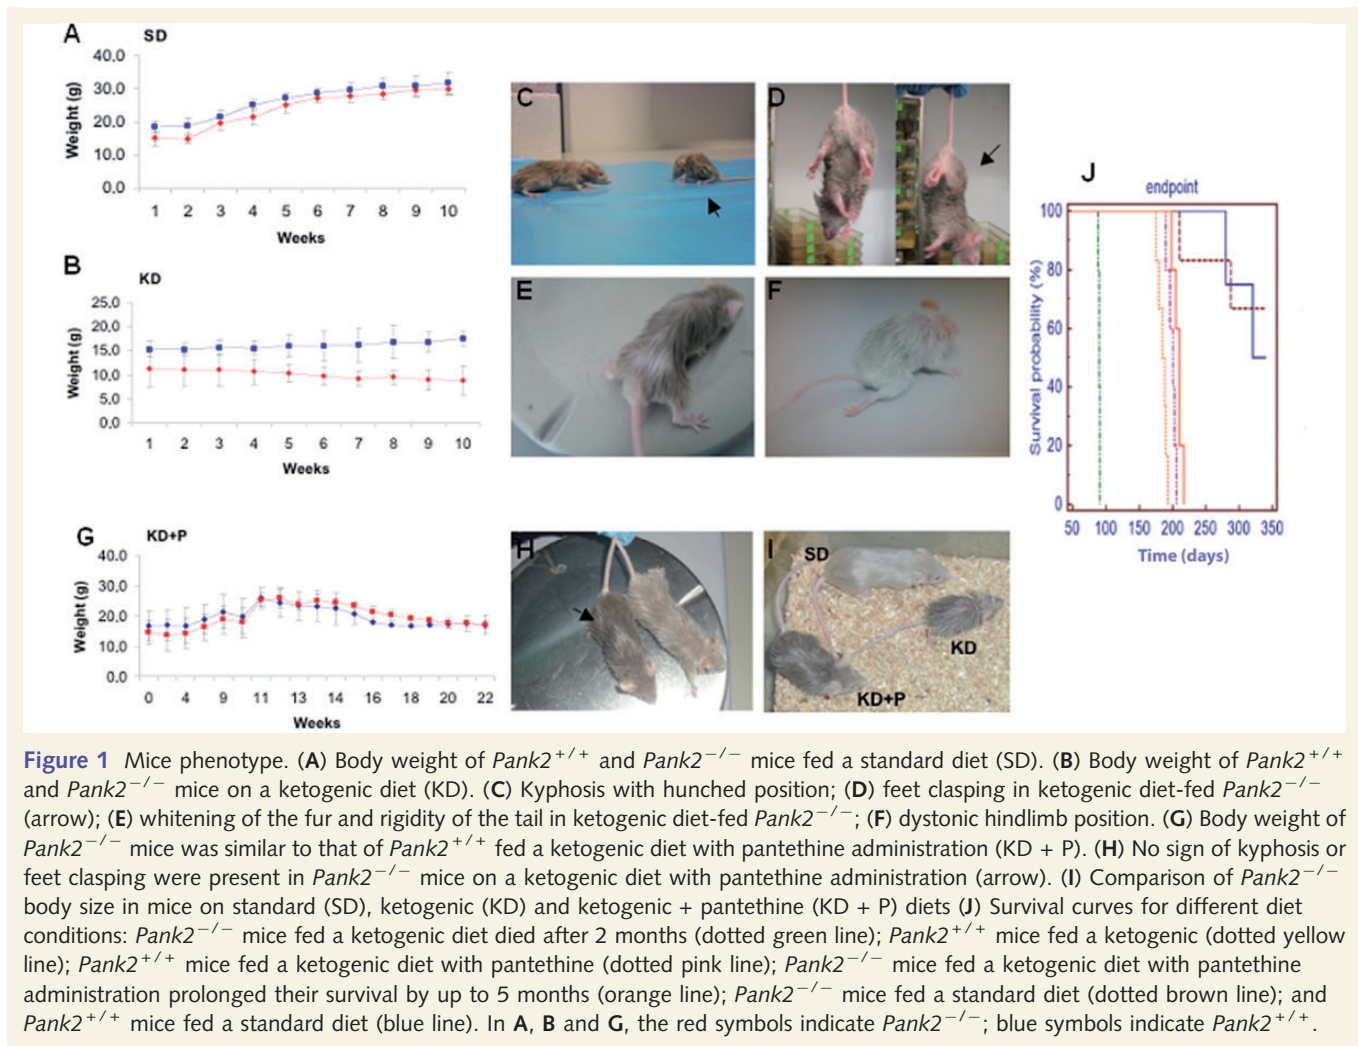 A
SD
40.0
30.0
20.0
10.0
0.0
Weight (g)
1 2 3 4 5 6 7 8 9 10
Weeks
B
KD
25.0
20.0
15.0
10.0
5.0
0.0
Weight (g)
1 2 3 4 5 6 7 8 9 10
Weeks
C
D
E
F
G
KD+P
40.0
30.0
20.0
10.0
0.0
Weight (g)
0 4 9 11 13 14 16 18 20 22
Weeks
H
I
SD
KD
KD+P
J
endpoint
100
80
60
40
20
0
Survival probability (%)
50 100 150 200 250 300 350
Time (days)
Figure 1 Mice phenotype. (A) Body weight of Pank2+/+ and Pank2−/− mice fed a standard diet (SD). (B) Body weight of Pank2+/+
and Pank2−/− mice on a ketogenic diet (KD). (C) Kyphosis with hunched position; (D) feet clasping in ketogenic diet-fed Pank2−/−
(arrow); (E) whitening of the fur and rigidity of the tail in ketogenic diet-fed Pank2−/−; (F) dystonic hindlimb position. (G) Body weight of
Pank2−/− mice was similar to that of Pank2+/+ fed a ketogenic diet with pantethine administration (KD + P). (H) No sign of kyphosis or
feet clasping were present in Pank2−/− mice on a ketogenic diet with pantethine administration (arrow). (I) Comparison of Pank2−/−
body size in mice on standard (SD), ketogenic (KD) and ketogenic + pantethine (KD + P) diets (J) Survival curves for different diet
conditions: Pank2−/− mice fed a ketogenic diet died after 2 months (dotted green line); Pank2+/+ mice fed a ketogenic (dotted yellow
line); Pank2+/+ mice fed a ketogenic diet with pantethine (dotted pink line); Pank2−/− mice fed a ketogenic diet with pantethine
administration prolonged their survival by up to 5 months (orange line); Pank2−/− mice fed a standard diet (dotted brown line); and
Pank2+/+ mice fed a standard diet (blue line). In A, B and G, the red symbols indicate Pank2−/−; blue symbols indicate Pank2+/+.